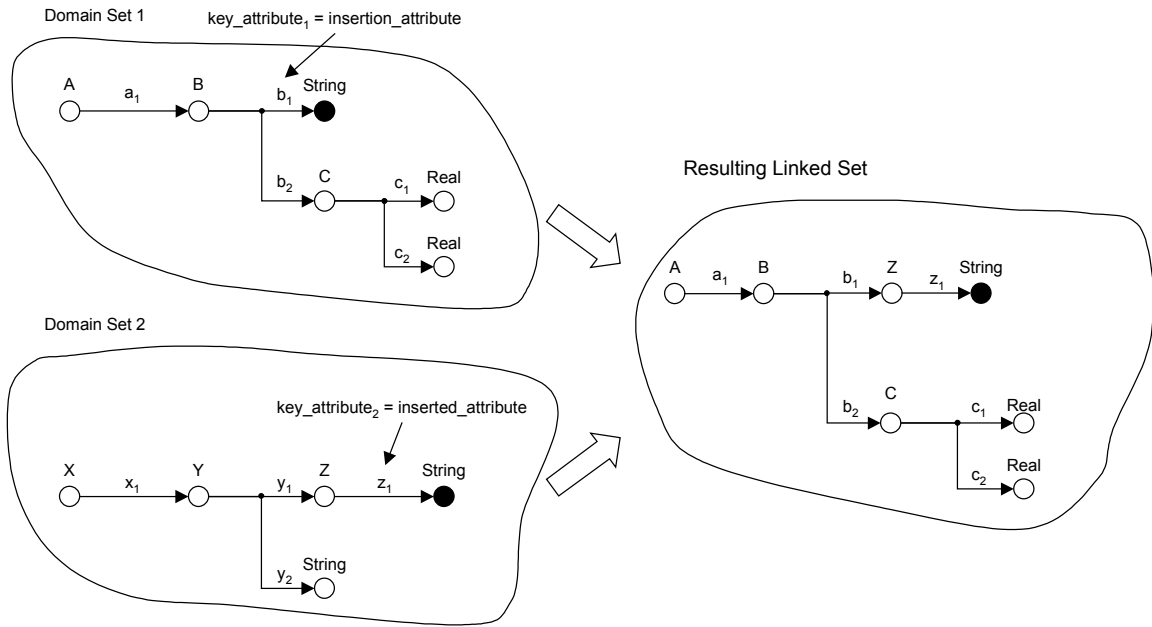 Domain Set 1
key_attribute1 = insertion_attribute
A
a1
B
b1
String
b2
C
c1
Real
c2
Real
Domain Set 2
key_attribute2 = inserted_attribute
X
x1
Y
y1
Z
z1
String
y2
String
Resulting Linked Set
A
a1
B
b1
Z
z1
String
b2
C
c1
Real
c2
Real